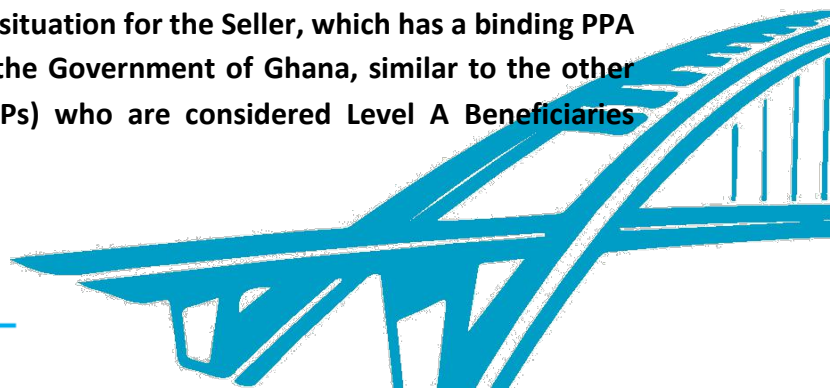 situation for the Seller, which has a binding PPA
the Government of Ghana, similar to the other
Ps) who are considered Level A Beneficiaries